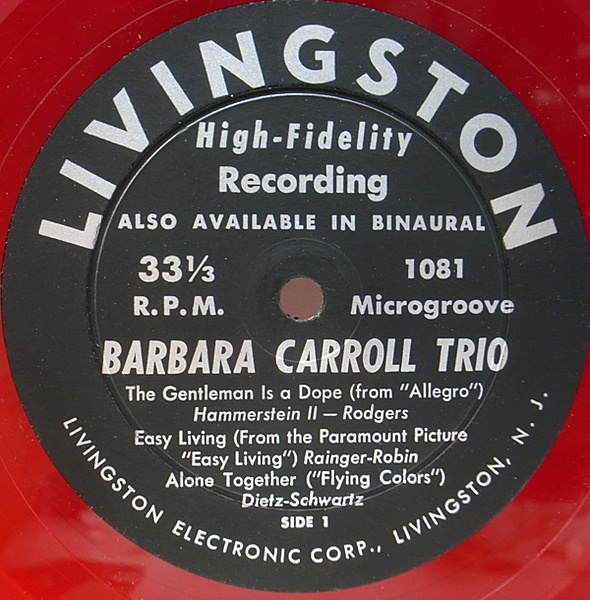 LIVINGSTON
High-Fidelity
Recording
ALSO AVAILABLE IN BINAURAL
33⅓ 1081
R.P.M. Microgroove
BARBARA CARROLL TRIO
The Gentleman Is a Dope (from "Allegro")
Hammerstein II — Rodgers
Easy Living (From the Paramount Picture
"Easy Living") Rainger-Robin
Alone Together ("Flying Colors")
Dietz-Schwartz
SIDE 1
LIVINGSTON ELECTRONIC CORP., LIVINGSTON, N. J.